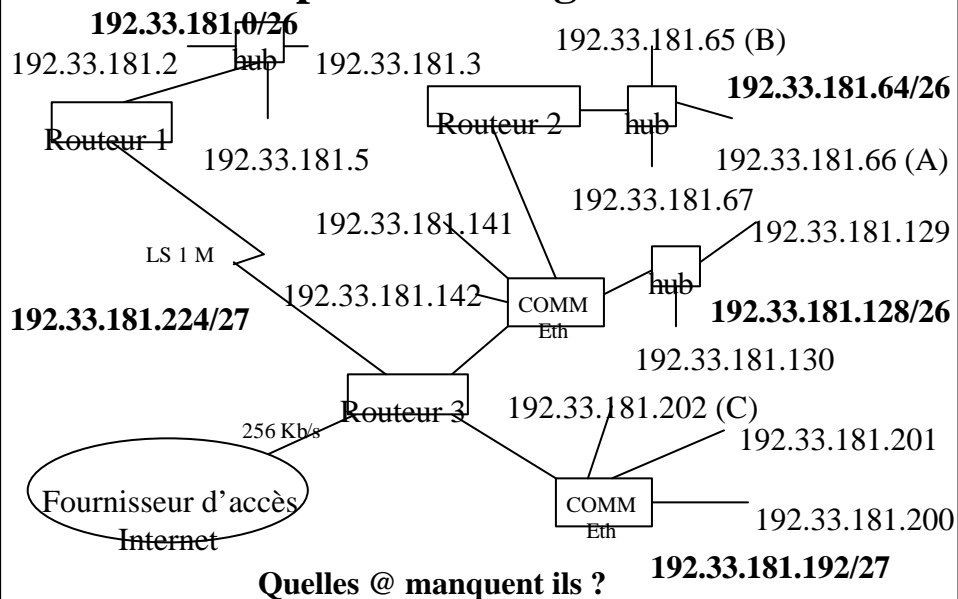 192.33.181.0/26
hub
192.33.181.2
192.33.181.3
192.33.181.65 (B)
192.33.181.64/26
Routeur 1
Routeur 2
hub
192.33.181.5
192.33.181.66 (A)
192.33.181.67
192.33.181.141
192.33.181.129
LS 1 M
192.33.181.142
COMM
Eth
hub
192.33.181.224/27
192.33.181.128/26
192.33.181.130
Routeur 3
192.33.181.202 (C)
256 Kb/s
192.33.181.201
Fournisseur d'accès
Internet
COMM
Eth
192.33.181.200
192.33.181.192/27
Quelles @ manquent ils ?